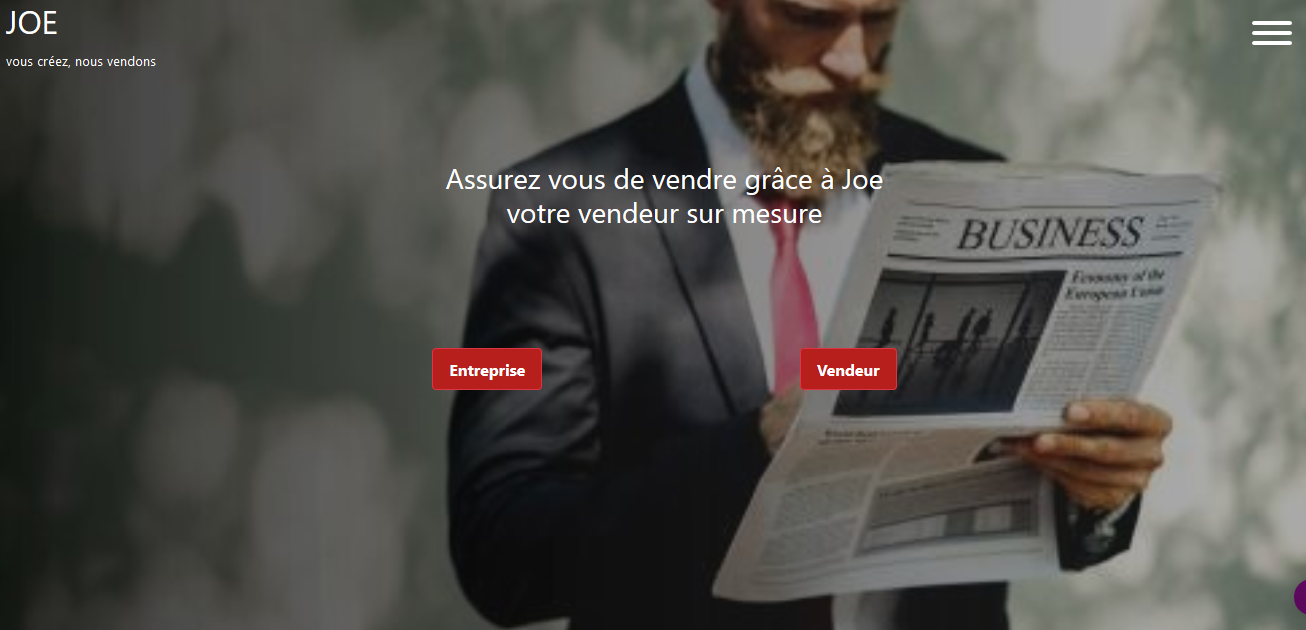 JOE
vous créez, nous vendons
Assurez vous de vendre grâce à Joe
votre vendeur sur mesure
BUSINESS
Economy of the
European Union
Entreprise
Vendeur